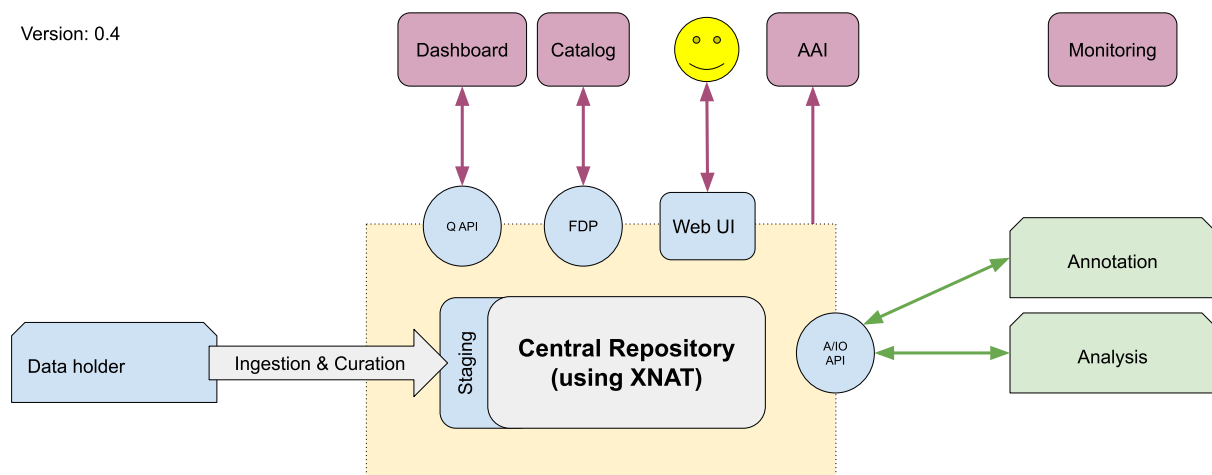 Version: 0.4
Dashboard
Catalog
AAI
Monitoring
Q API
FDP
Web UI
Annotation
Data holder
Ingestion & Curation
Staging
Central Repository
(using XNAT)
A/IO
API
Analysis